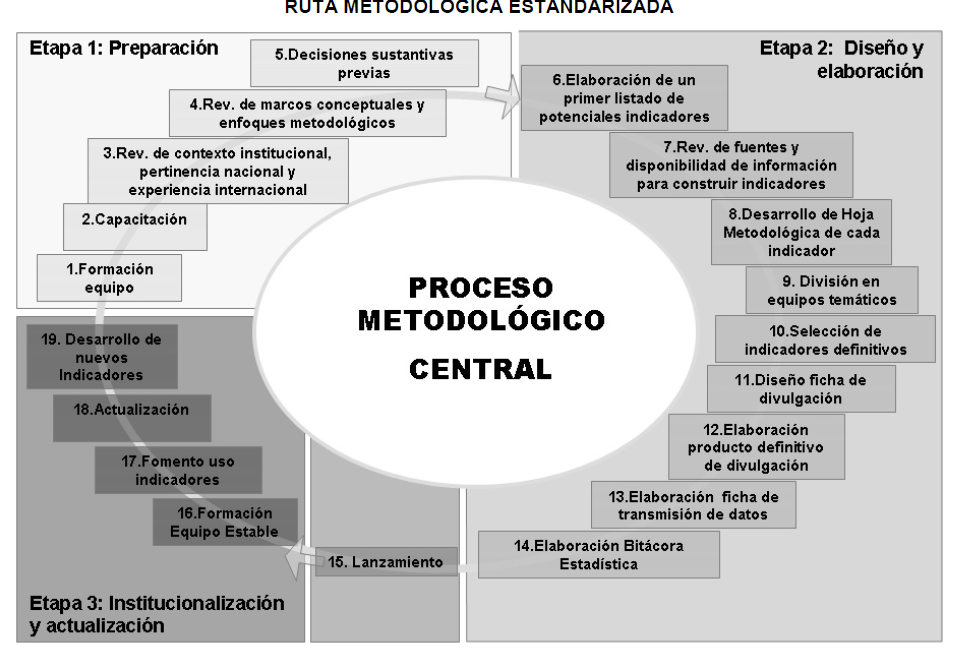 RUTA METODOLÓGICA ESTANDARIZADA
Etapa 1: Preparación
5.Decisiones sustantivas
previas
4.Rev. de marcos conceptuales y
enfoques metodológicos
3.Rev. de contexto institucional,
pertinencia nacional y
experiencia internacional
2.Capacitación
1.Formación
equipo
Etapa 2: Diseño y
elaboración
6.Elaboración de un
primer listado de
potenciales indicadores
7.Rev. de fuentes y
disponibilidad de información
para construir indicadores
8.Desarrollo de Hoja
Metodológica de cada
indicador
9. División en
equipos temáticos
10.Selección de
indicadores definitivos
11.Diseño ficha de
divulgación
12.Elaboración
producto definitivo
de divulgación
13.Elaboración ficha de
transmisión de datos
14.Elaboración Bitácora
Estadística
PROCESO
METODOLÓGICO
CENTRAL
15. Lanzamiento
16.Formación
Equipo Estable
17.Fomento uso
indicadores
18.Actualización
19. Desarrollo de
nuevos
Indicadores
Etapa 3: Institucionalización
y actualización